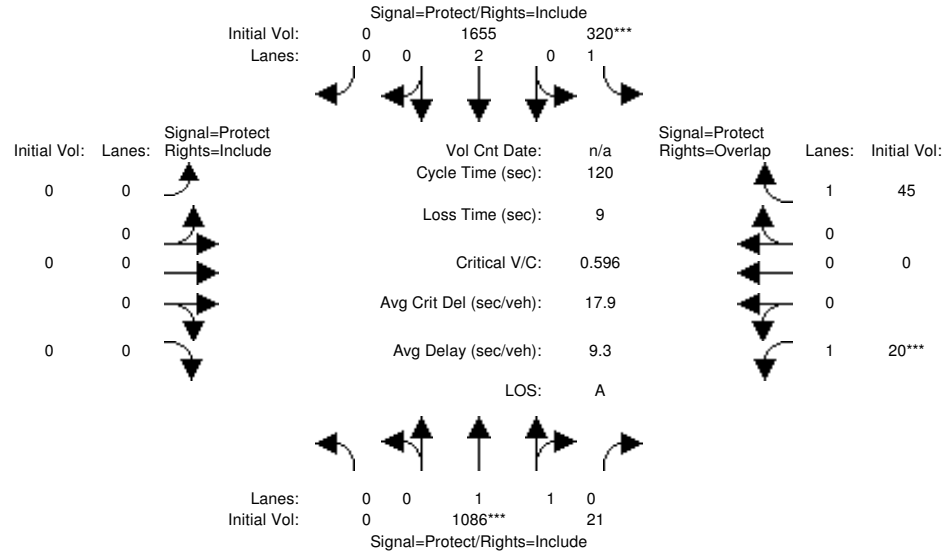 Signal=Protect/Rights=Include
Initial Vol: 0 1655 320***
Lanes: 0 0 2 0 1
Signal=Protect Signal=Protect
Initial Vol: Lanes: Rights=Include Vol Cnt Date: n/a Rights=Overlap Lanes: Initial Vol:
Cycle Time (sec): 120
0 0 1 45
Loss Time (sec): 9
0 0
0 0 Critical V/C: 0.596 0 0
0 Avg Crit Del (sec/veh): 17.9 0
0 0 Avg Delay (sec/veh): 9.3 1 20***
LOS: A
Lanes: 0 0 1 1 0
Initial Vol: 0 1086*** 21
Signal=Protect/Rights=Include